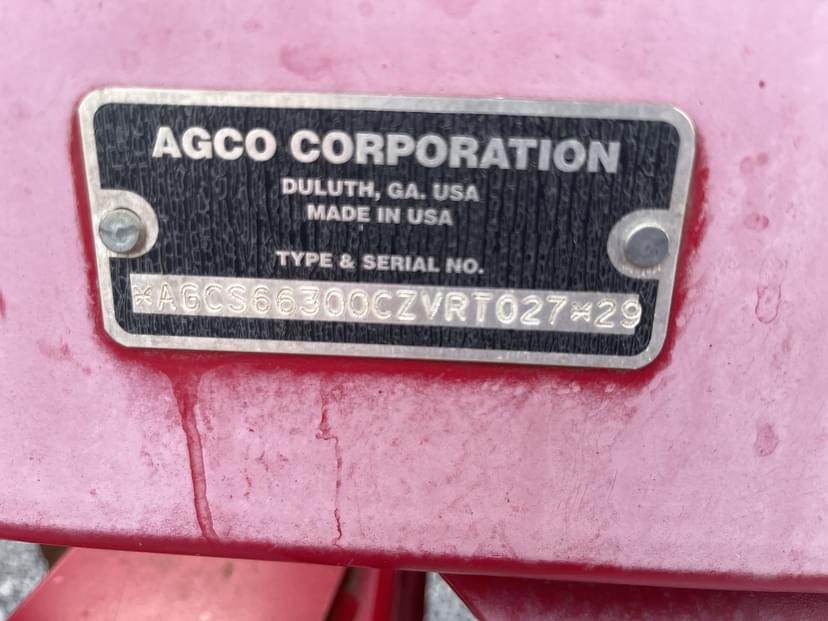 AGCO CORPORATION
DULUTH, GA. USA
MADE IN USA
TYPE & SERIAL NO.
*AGCS66300CZVRT027*29